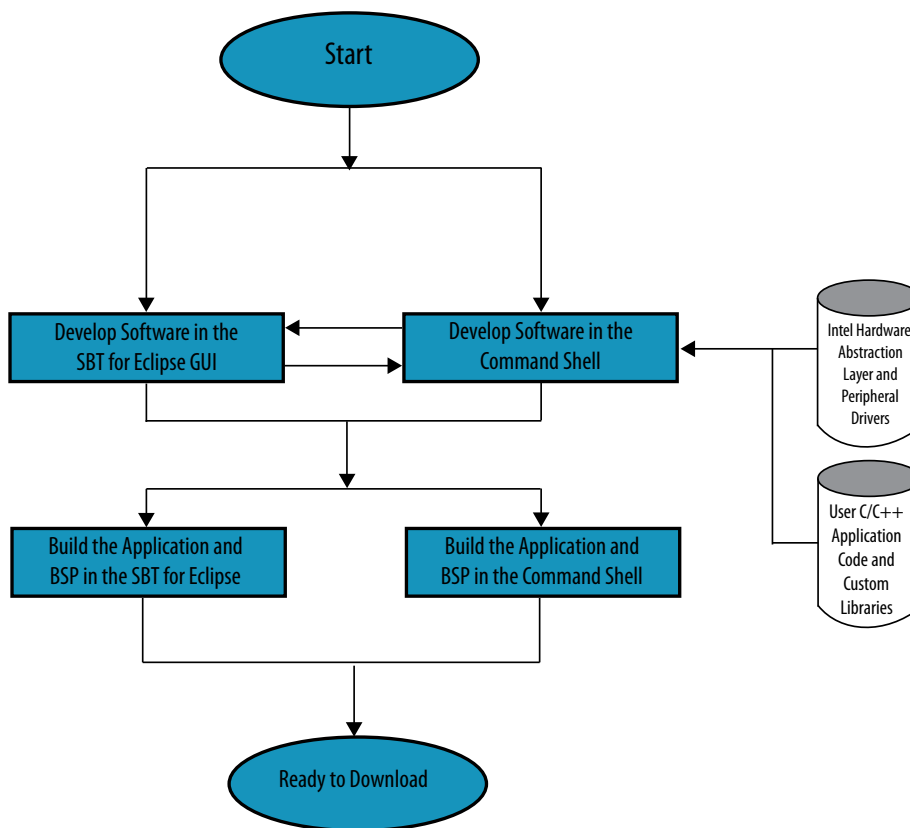 Start
Develop Software in the
SBT for Eclipse GUI
Develop Software in the
Command Shell
Intel Hardware
Abstraction
Layer and
Peripheral
Drivers
Build the Application and
BSP in the SBT for Eclipse
Build the Application and
BSP in the Command Shell
User C/C++
Application
Code and
Custom
Libraries
Ready to Download